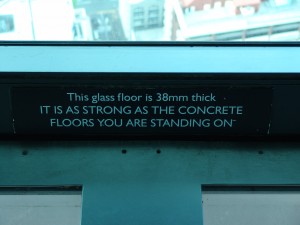 This glass floor is 38mm thick
IT IS AS STRONG AS THE CONCRETE
FLOORS YOU ARE STANDING ON